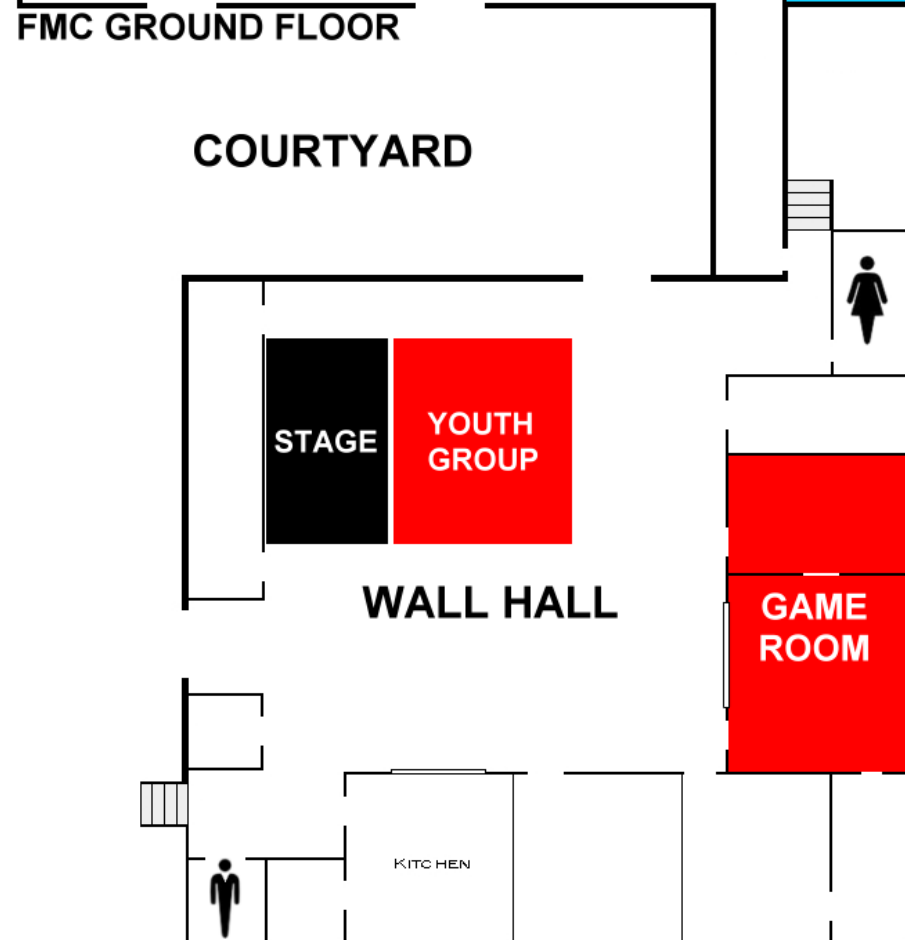 FMC GROUND FLOOR
COURTYARD
STAGE
YOUTH
GROUP
WALL HALL
GAME
ROOM
KITCHEN